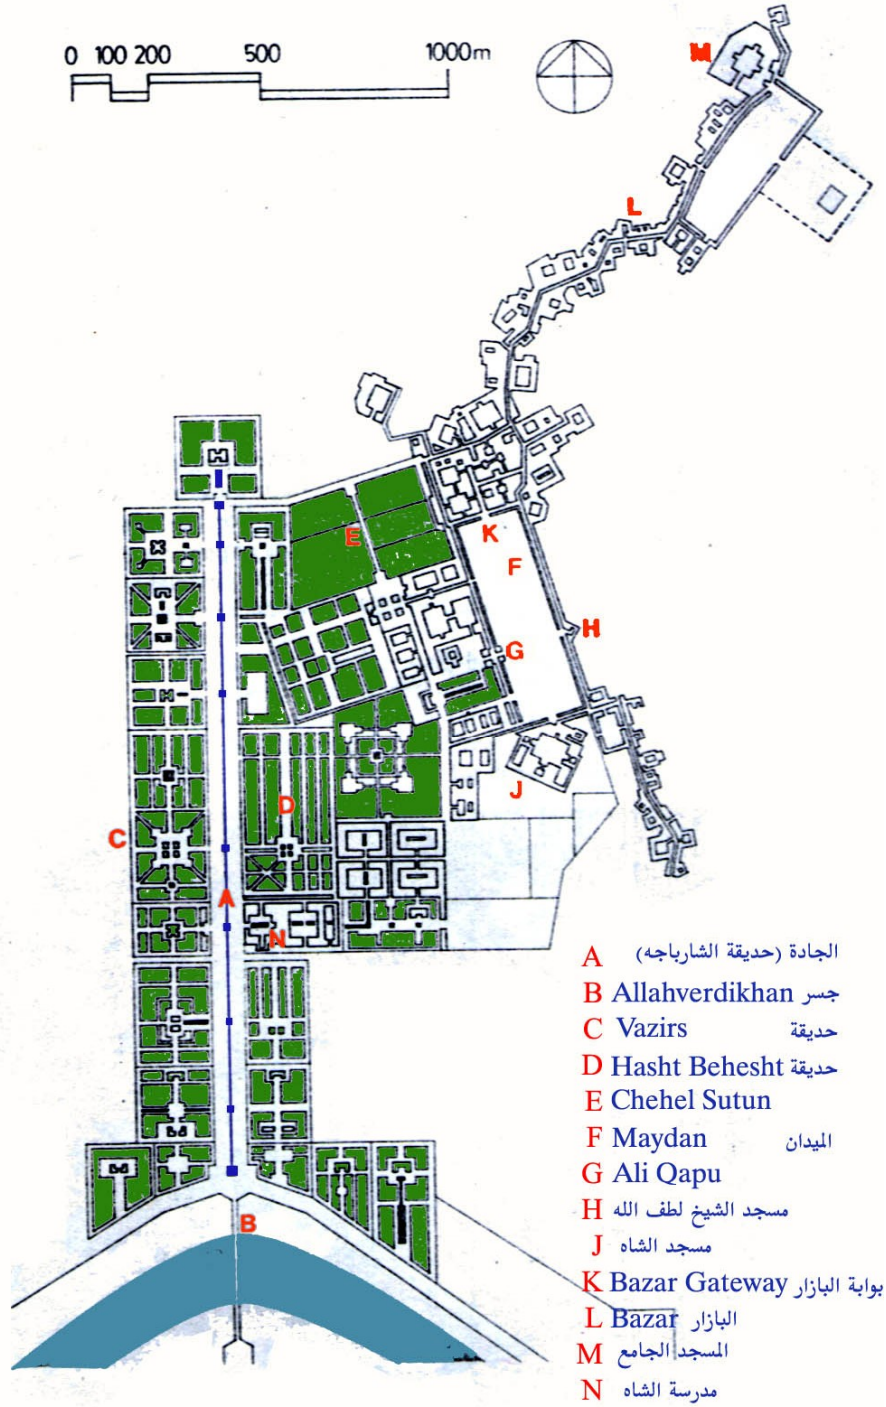 0 100 200 500 1000m
M
L
K
E
F
H
G
J
D
C
A
N
B
A الجادة (حديقة الشارباجه)
B Allahverdikhan جسر
C Vazirs حديقة
D Hasht Behesht حديقة
E Chehel Sutun
F Maydan الميدان
G Ali Qapu
H مسجد الشيخ لطف الله
J مسجد الشاه
K Bazar Gateway بوابة البازار
L Bazar البازار
M المسجد الجامع
N مدرسة الشاه